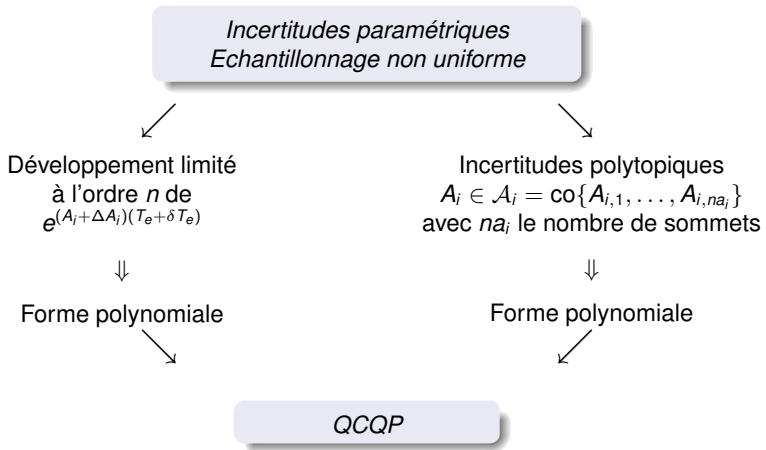 Incertitudes paramétriques
Echantillonnage non uniforme
Développement limité
à l'ordre n de
e^{(A_i+ΔA_i)(T_e+δT_e)}
⇓
Forme polynomiale
Incertitudes polytopiques
A_i ∈ 𝒜_i = co{A_{i,1}, . . . , A_{i,na_i}}
avec na_i le nombre de sommets
⇓
Forme polynomiale
QCQP